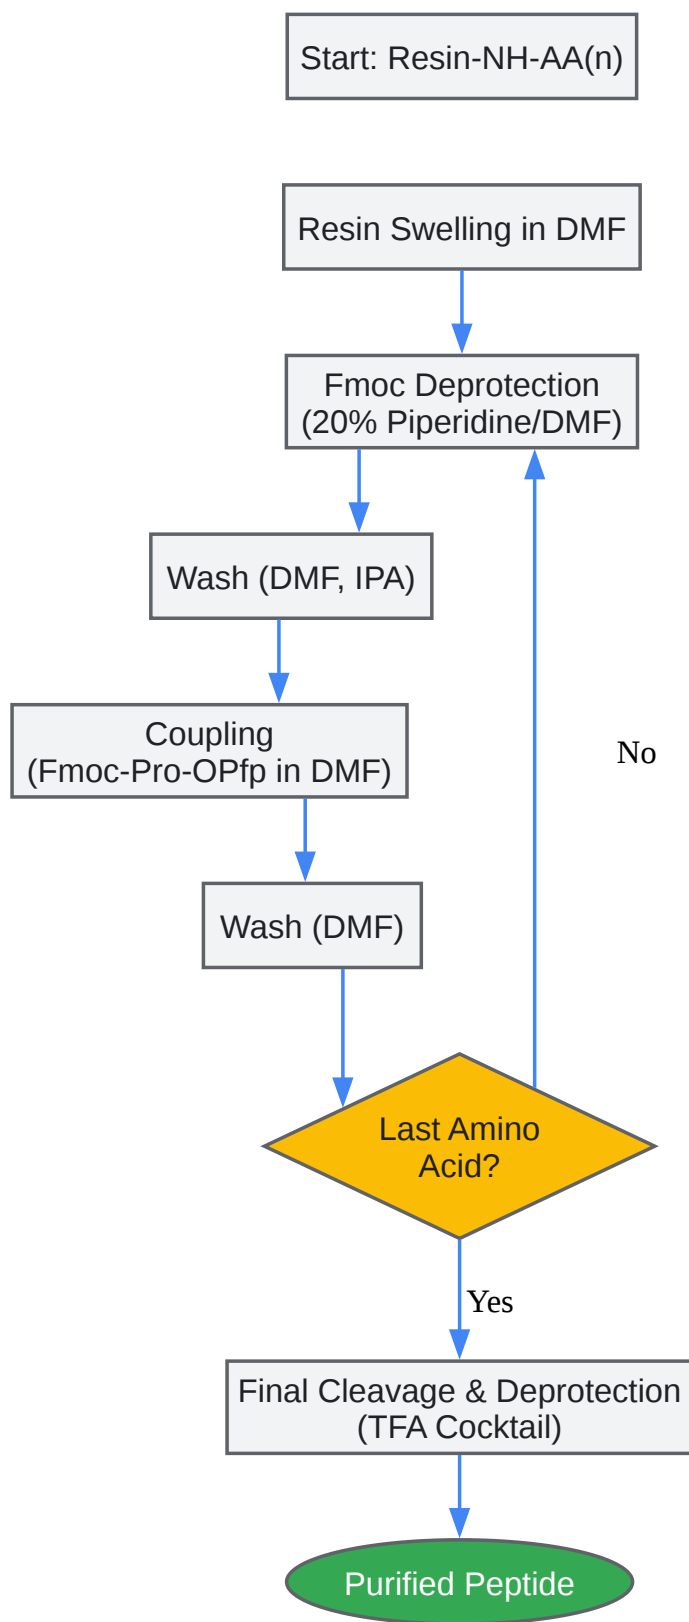 Start: Resin-NH-AA(n)
Resin Swelling in DMF
Fmoc Deprotection
(20% Piperidine/DMF)
Wash (DMF, IPA)
Coupling
(Fmoc-Pro-OPfp in DMF)
No
Wash (DMF)
Last Amino
Acid?
Yes
Final Cleavage & Deprotection
(TFA Cocktail)
Purified Peptide